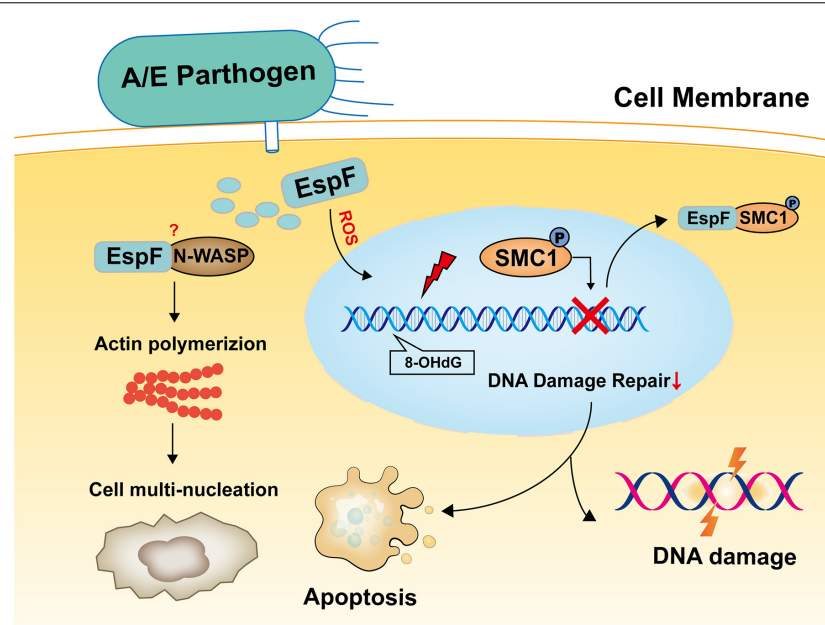 A/E Parthogen
Cell Membrane
EspF
ROS
?
EspF N-WASP
Actin polymerizion
Cell multi-nucleation
P
SMC1
8-OHdG
DNA Damage Repair↓
P
EspF SMC1
Apoptosis
DNA damage